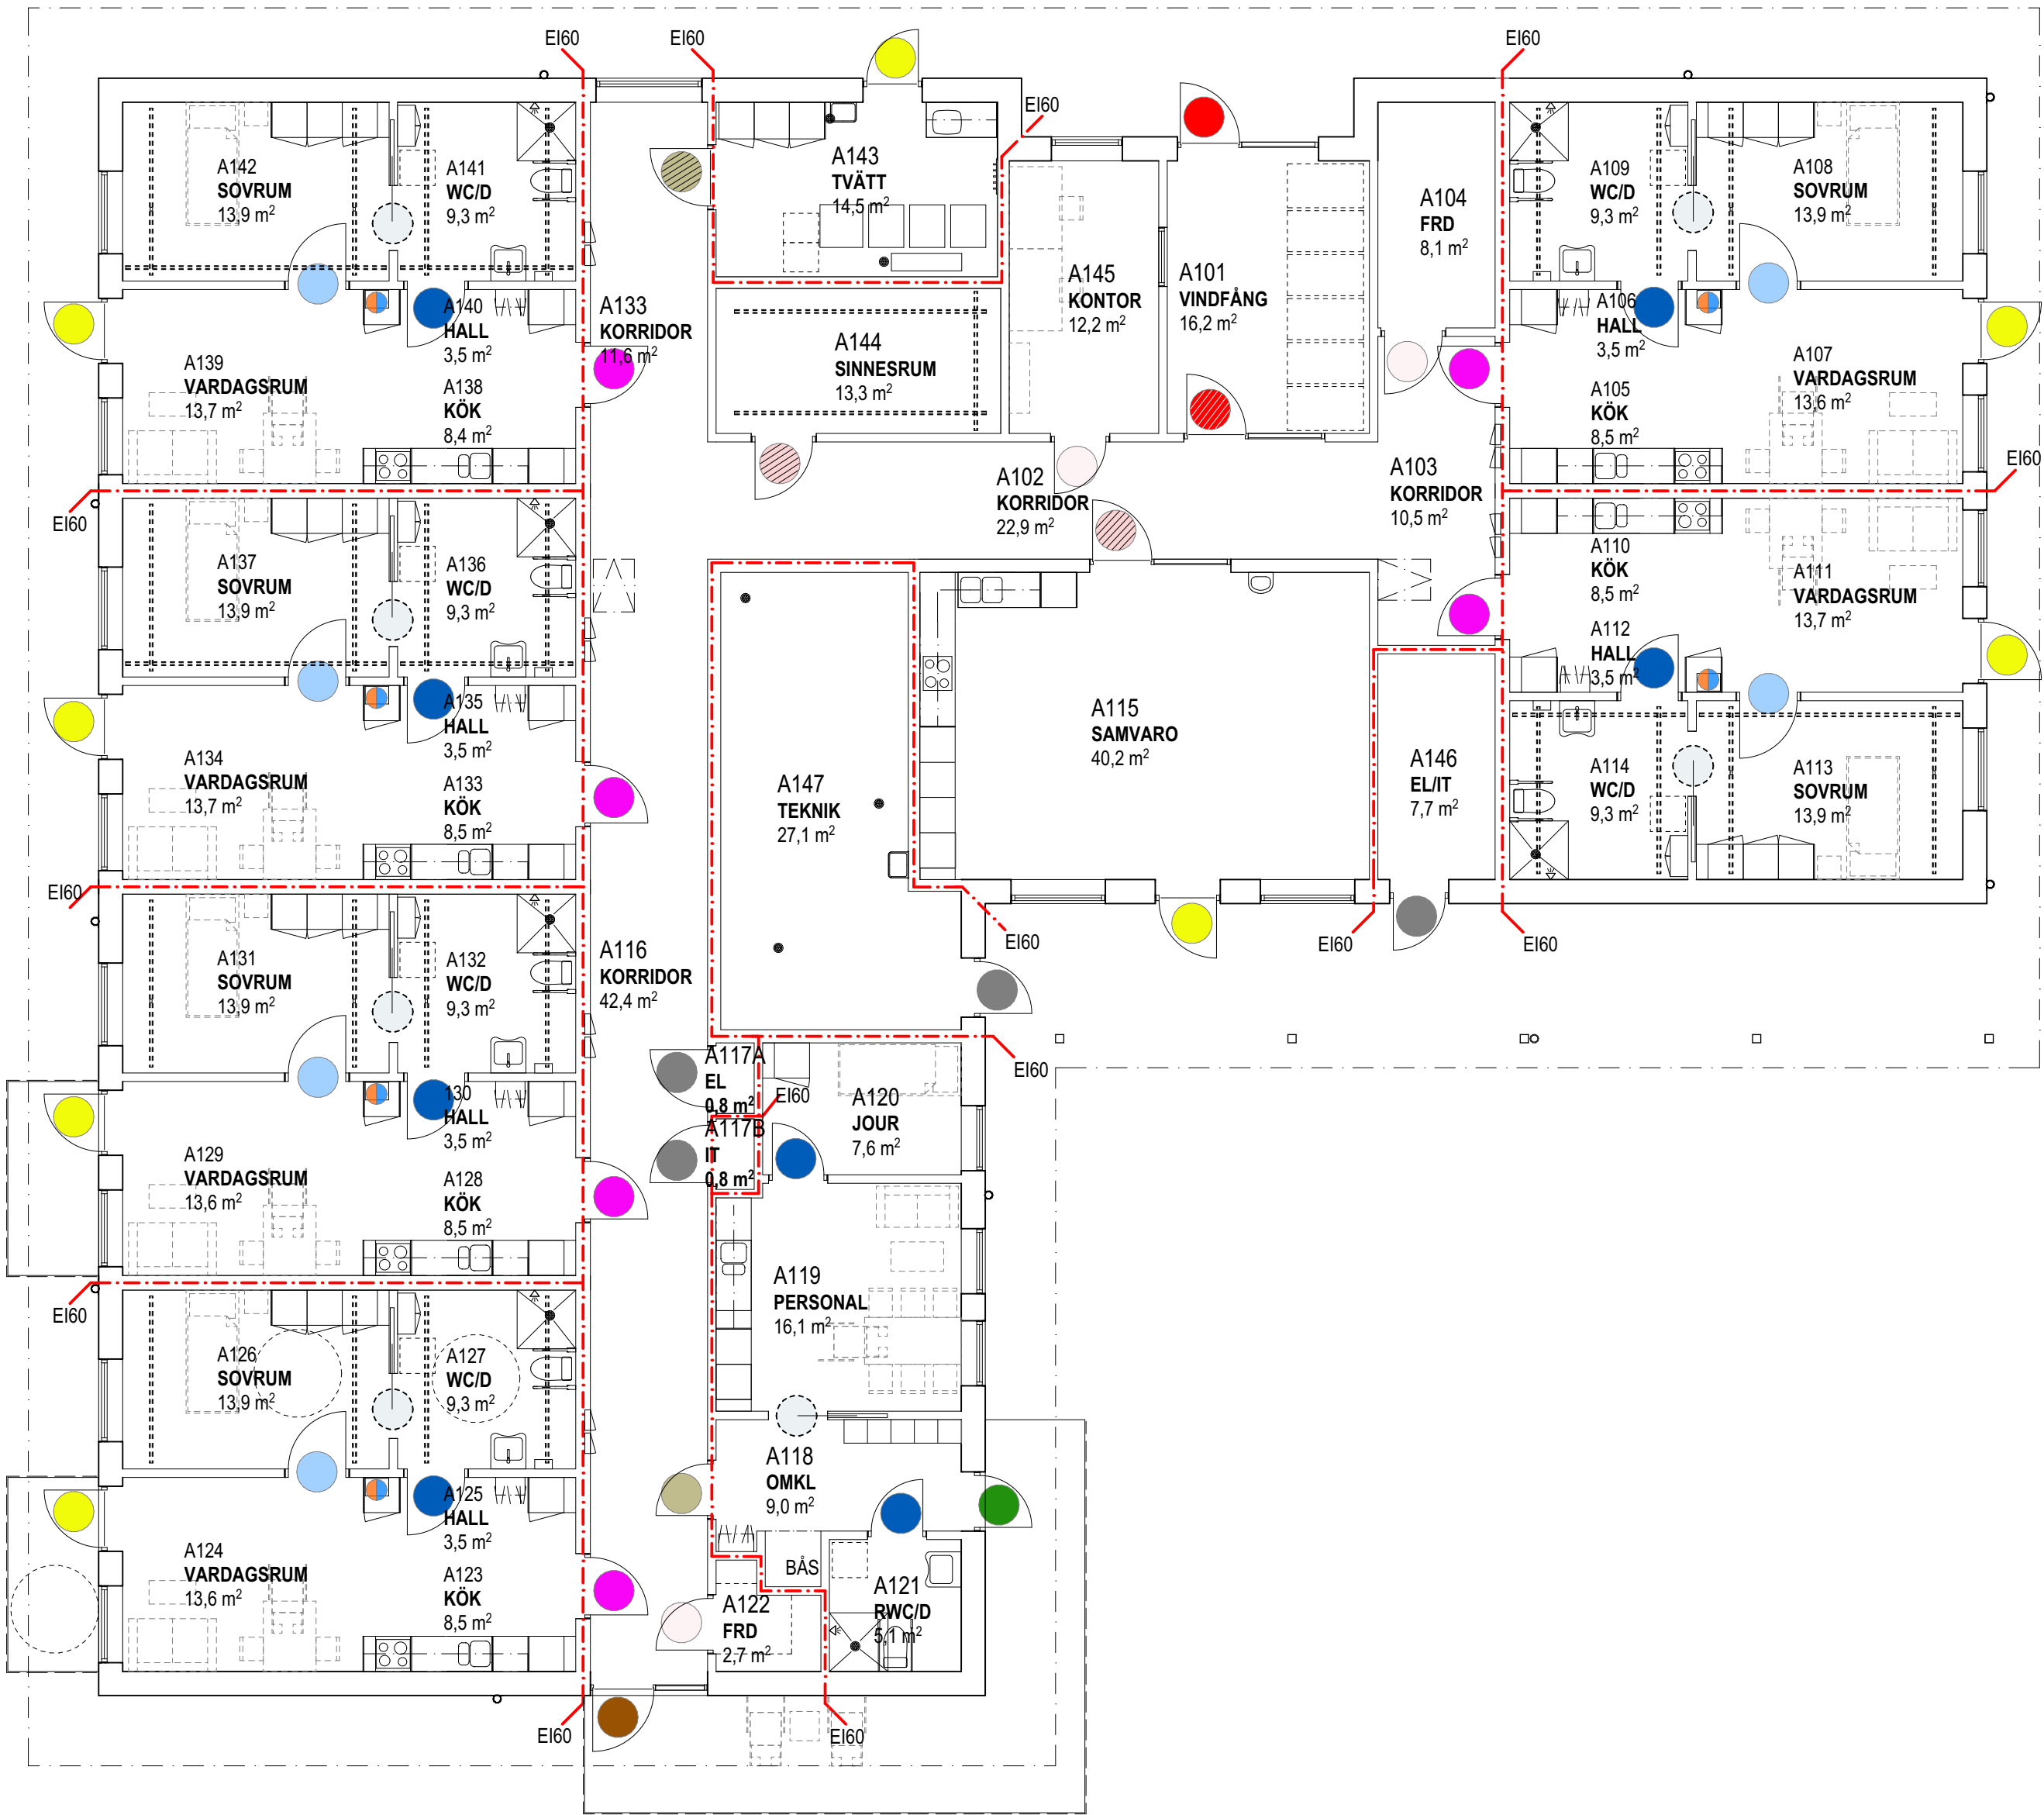 EI60
EI60
EI60
EI60
A142
SOVRUM
13,9 m²
A141
WC/D
9,3 m²
A143
TVÄTT
14,5 m²
A104
FRD
8,1 m²
A109
WC/D
9,3 m²
A108
SOVRUM
13,9 m²
A140
HALL
3,5 m²
A133
KORRIDOR
11,6 m²
A145
KONTOR
12,2 m²
A101
VINDFÅNG
16,2 m²
A106
HALL
3,5 m²
A139
VARDAGSRUM
13,7 m²
A138
KÖK
8,4 m²
A144
SINNESRUM
13,3 m²
A105
KÖK
8,5 m²
A107
VARDAGSRUM
13,6 m²
EI60
A102
KORRIDOR
22,9 m²
A103
KORRIDOR
10,5 m²
EI60
A137
SOVRUM
13,9 m²
A136
WC/D
9,3 m²
A110
KÖK
8,5 m²
A111
VARDAGSRUM
13,7 m²
A112
HALL
3,5 m²
A135
HALL
3,5 m²
A134
VARDAGSRUM
13,7 m²
A133
KÖK
8,5 m²
A147
TEKNIK
27,1 m²
A115
SAMVARO
40,2 m²
A146
EL/IT
7,7 m²
A114
WC/D
9,3 m²
A113
SOVRUM
13,9 m²
EI60
A131
SOVRUM
13,9 m²
A132
WC/D
9,3 m²
A116
KORRIDOR
42,4 m²
EI60
EI60
EI60
EI60
A117A
EL
0,8 m²
EI60
A117B
IT
0,8 m²
A120
JOUR
7,6 m²
130
HALL
3,5 m²
A129
VARDAGSRUM
13,6 m²
A128
KÖK
8,5 m²
A119
PERSONAL
16,1 m²
EI60
A126
SOVRUM
13,9 m²
A127
WC/D
9,3 m²
A118
OMKL
9,0 m²
A125
HALL
3,5 m²
A124
VARDAGSRUM
13,6 m²
A123
KÖK
8,5 m²
BÅS
A122
FRD
2,7 m²
A121
RWC/D
5,1 m²
EI60
EI60